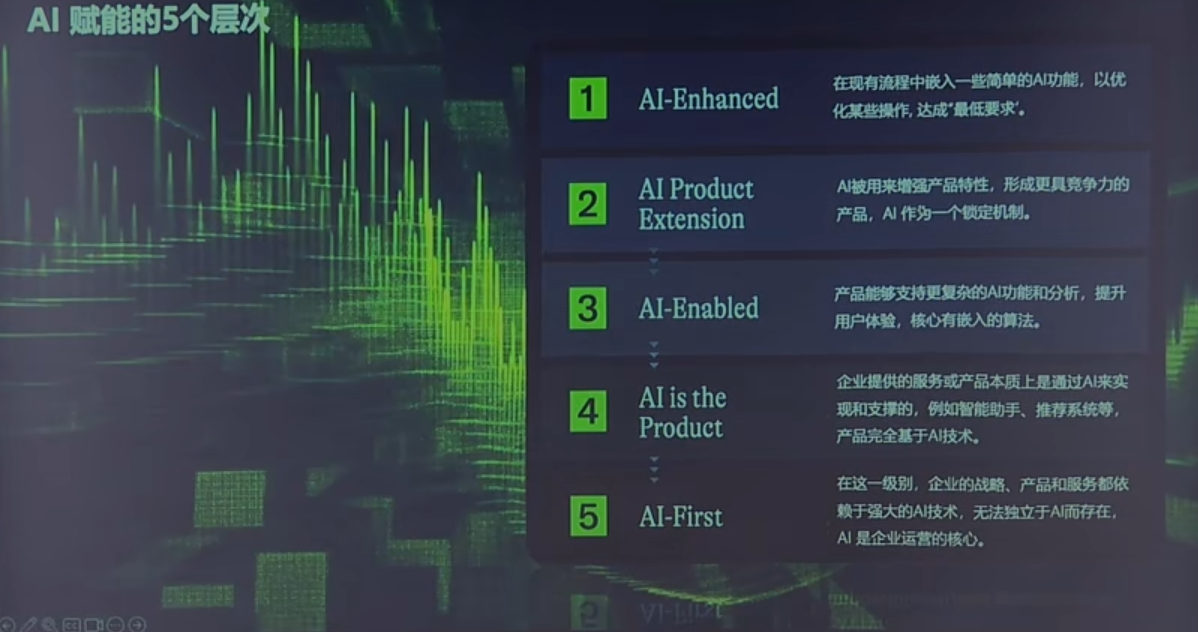 AI 赋能的5个层次
1
AI-Enhanced
在现有流程中嵌入一些简单的AI功能，以优
化某些操作, 达成“最低要求”。
2
AI Product
Extension
AI被用来增强产品特性，形成更具竞争力的
产品，AI 作为一个锁定机制。
3
AI-Enabled
产品能够支持更复杂的AI功能和分析，提升
用户体验，核心有嵌入的算法。
4
AI is the
Product
企业提供的服务或产品本质上是通过AI来实
现和支撑的，例如智能助手、推荐系统等，
产品完全基于AI技术。
5
AI-First
在这一级别，企业的战略、产品和服务都依
赖于强大的AI技术，无法独立于AI而存在，
AI 是企业运营的核心。